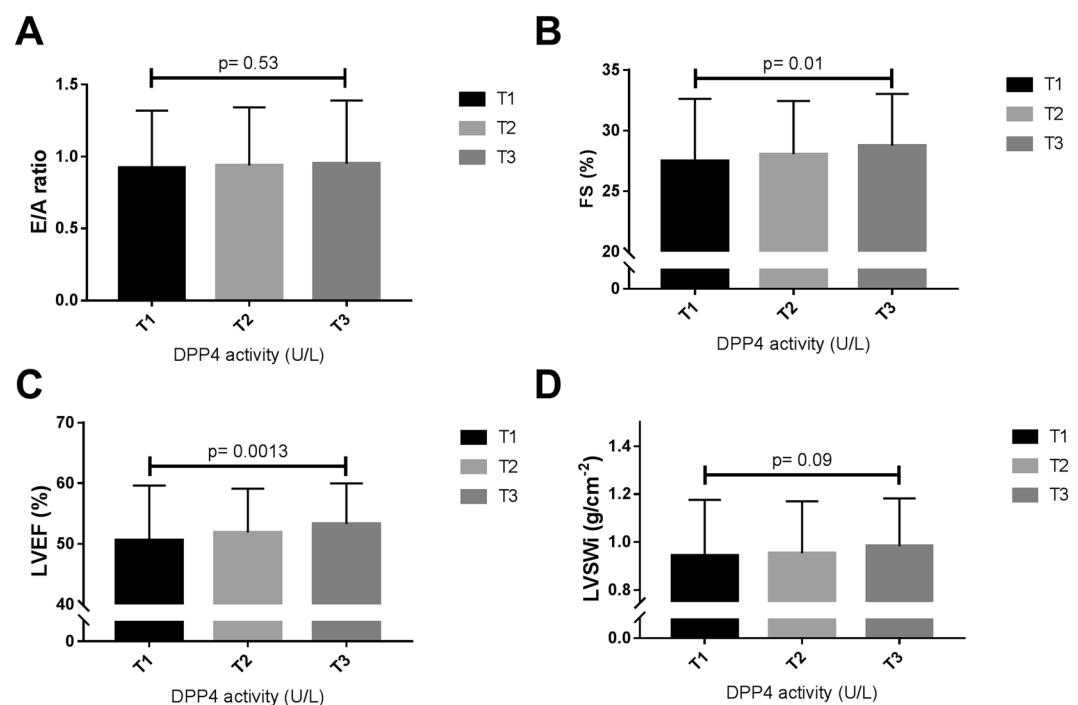 A
p= 0.53
1.5
1.0
0.5
0.0
E/A ratio
T1
T2
T3
DPP4 activity (U/L)
T1
T2
T3
B
p= 0.01
35
30
25
20
0
FS (%)
T1
T2
T3
DPP4 activity (U/L)
T1
T2
T3
C
p= 0.0013
70
60
50
40
0
LVEF (%)
T1
T2
T3
DPP4 activity (U/L)
T1
T2
T3
D
p= 0.09
1.4
1.2
1.0
0.8
0.0
LVSWi (g/cm⁻²)
T1
T2
T3
DPP4 activity (U/L)
T1
T2
T3